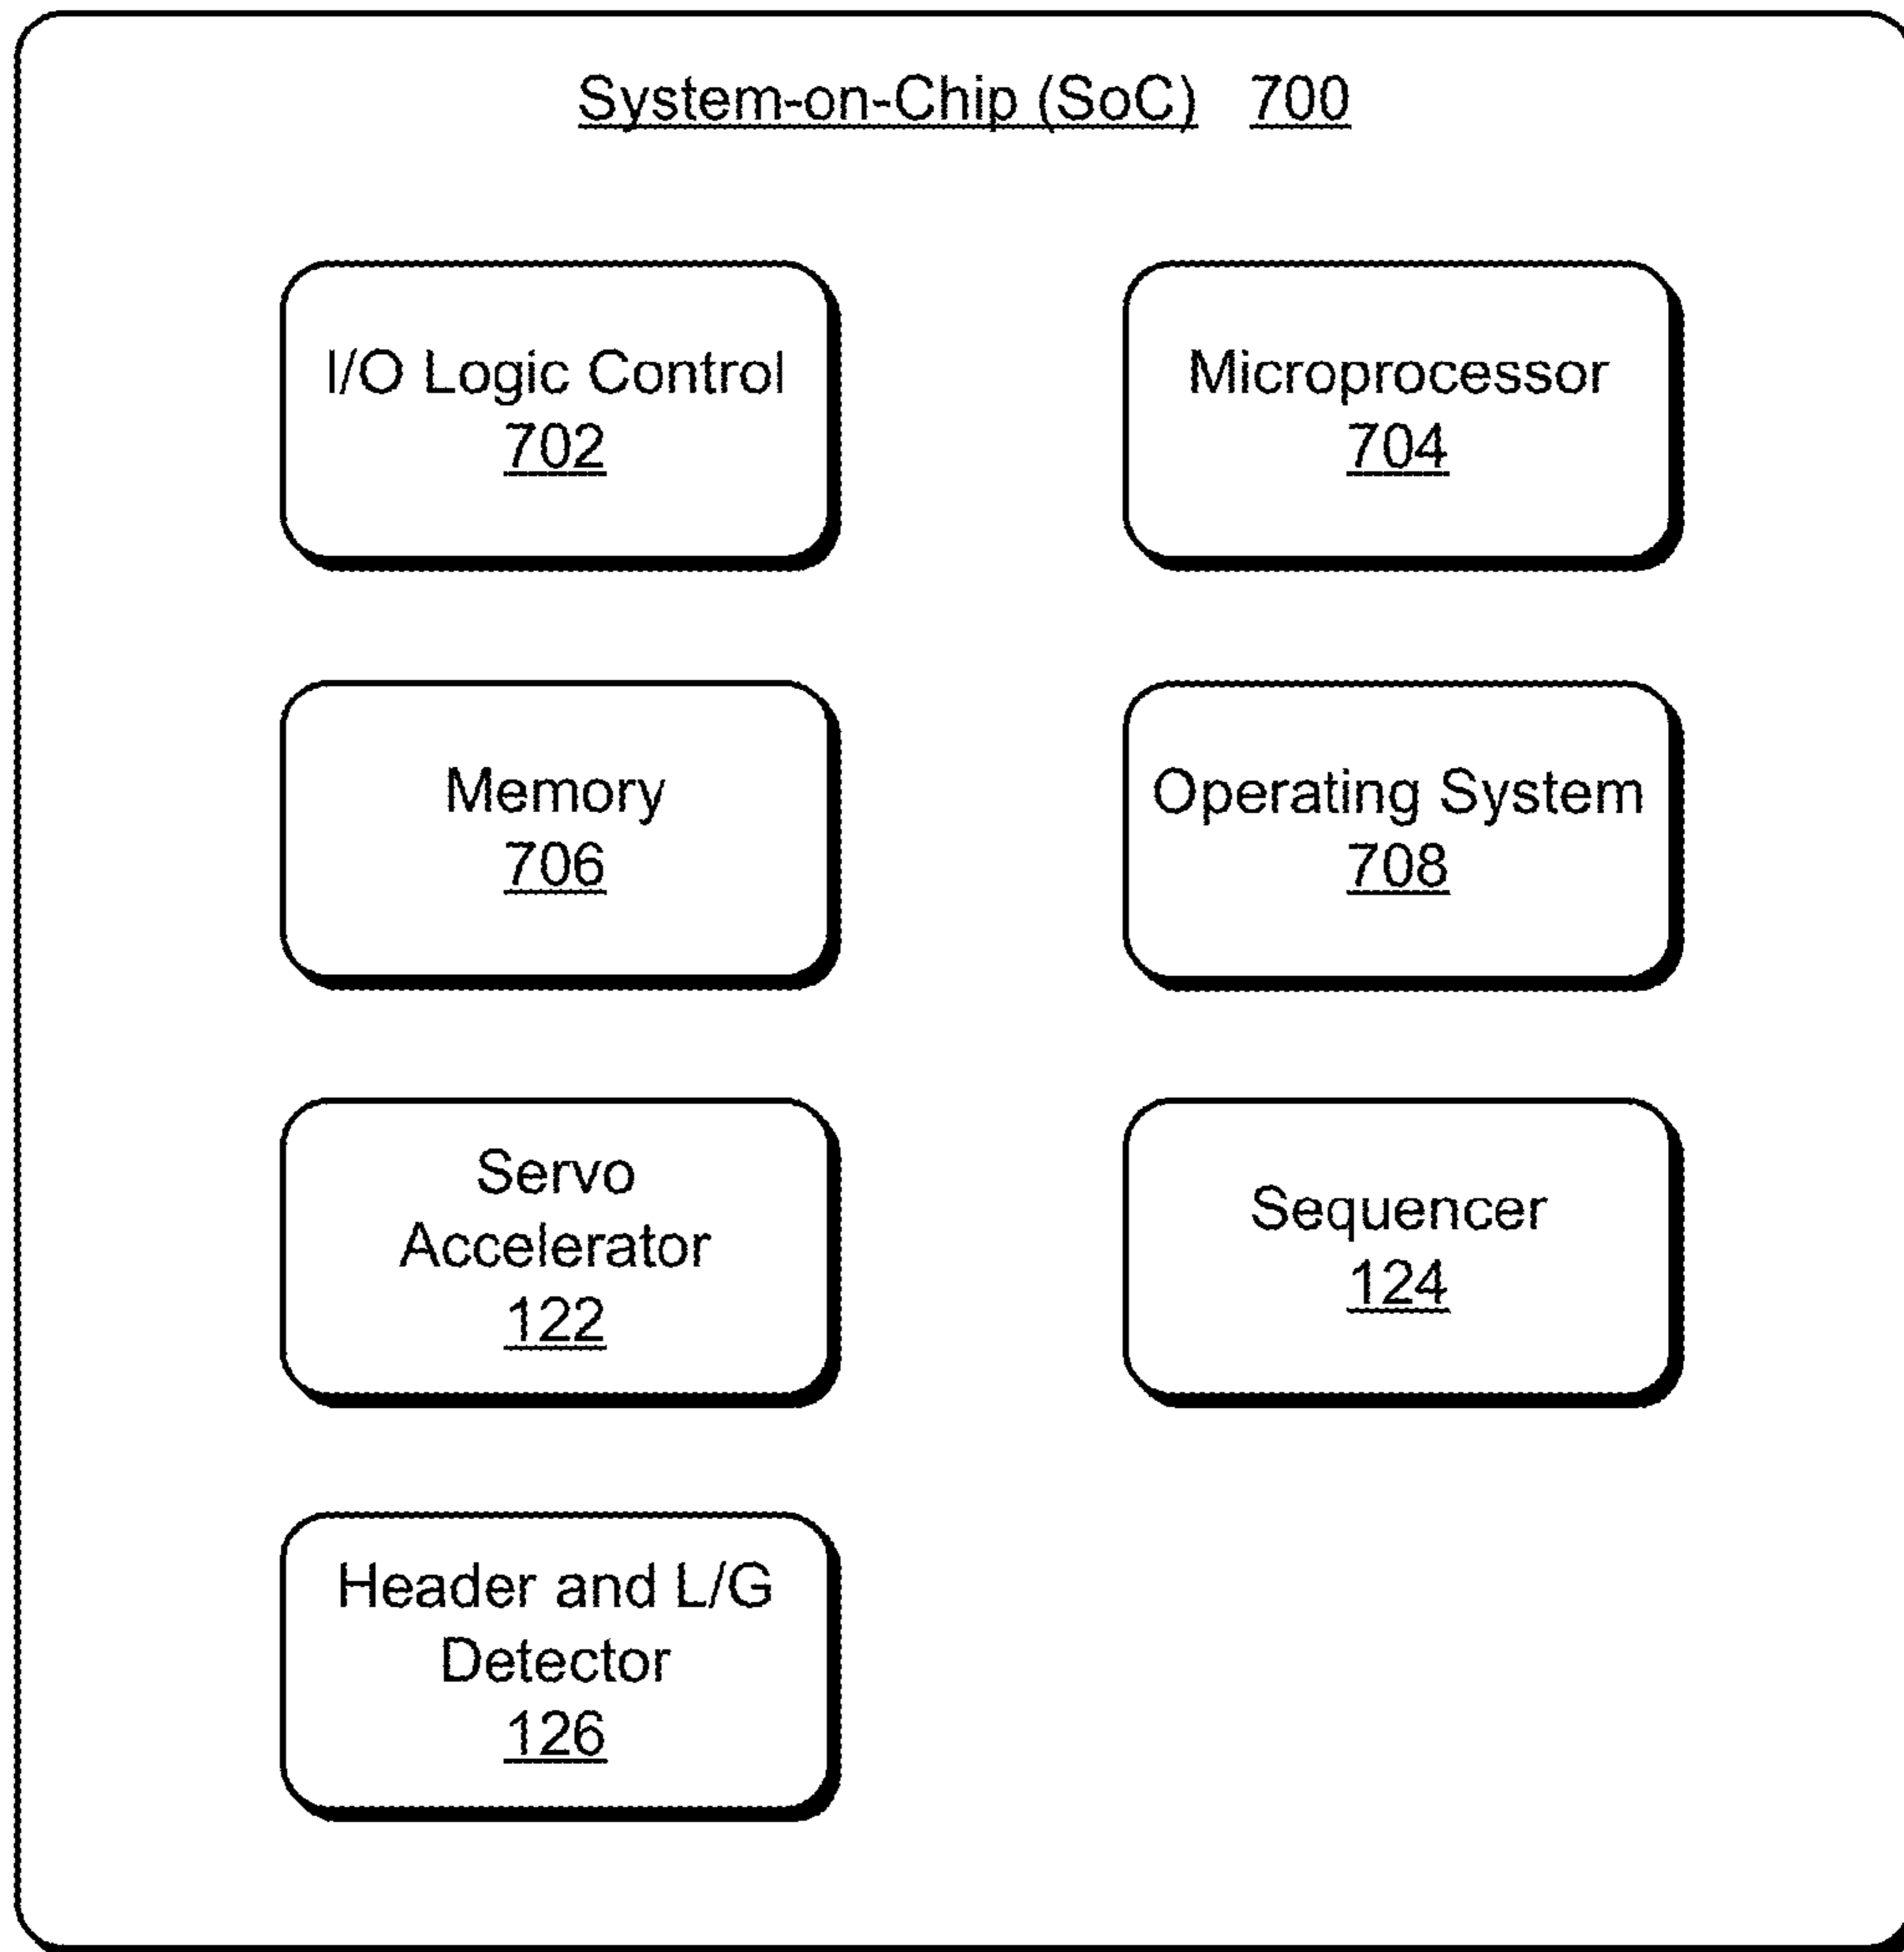 System-on-Chip (SoC) 700
I/O Logic Control
702
Microprocessor
704
Memory
706
Operating System
708
Servo
Accelerator
122
Sequencer
124
Header and L/G
Detector
126